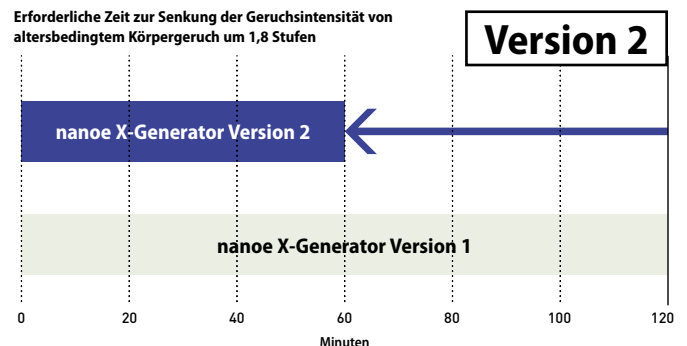 Erforderliche Zeit zur Senkung der Geruchsintensität von
altersbedingtem Körpergeruch um 1,8 Stufen
Version 2
nanoe X-Generator Version 2
nanoe X-Generator Version 1
0 20 40 60 80 100 120
Minuten